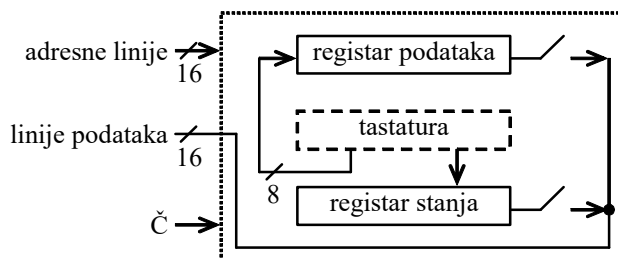 adresne linije
16
registar podataka
linije podataka
16
tastatura
8
registar stanja
Č